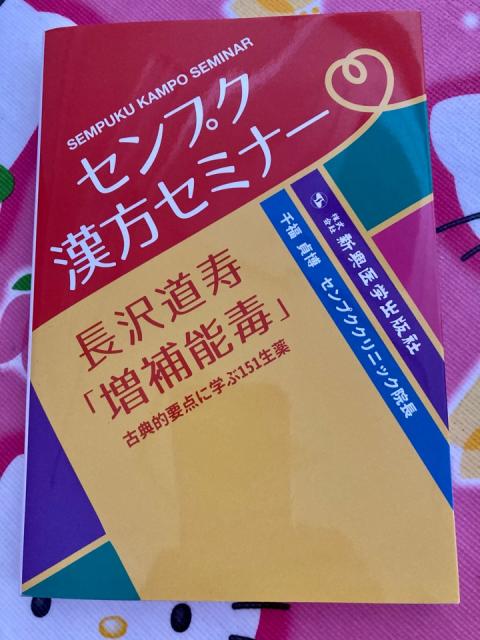 SEMPUKU KAMPO SEMINAR
センプク
漢方セミナー
長沢道寿
「増補能毒」
古典的要点に学ぶ151生薬
千福 貞博 センプククリニック院長
株式会社 新興医学出版社